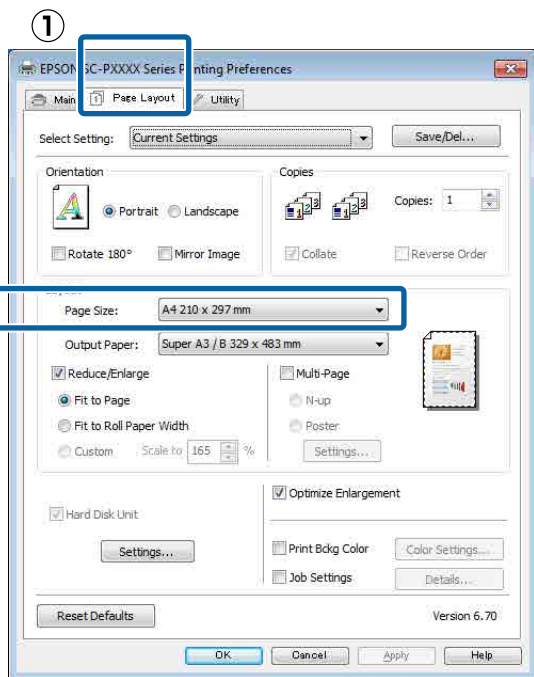 ①
EPSON SC-PXXXX Series Printing Preferences
Main Page Layout Utility
Select Setting: Current Settings Save/Del...
Orientation Copies
Portrait Landscape Copies: 1
Rotate 180° Mirror Image Collate Reverse Order
Page Size: A4 210 x 297 mm
Output Paper: Super A3 / B 329 x 483 mm
Reduce/Enlarge Multi-Page
Fit to Page N-up
Fit to Roll Paper Width Poster
Custom Scale to 165 % Settings...
Optimize Enlargement
Hard Disk Unit
Settings... Print Bckg Color Color Settings...
Job Settings Details...
Reset Defaults Version 6.70
OK Cancel Apply Help